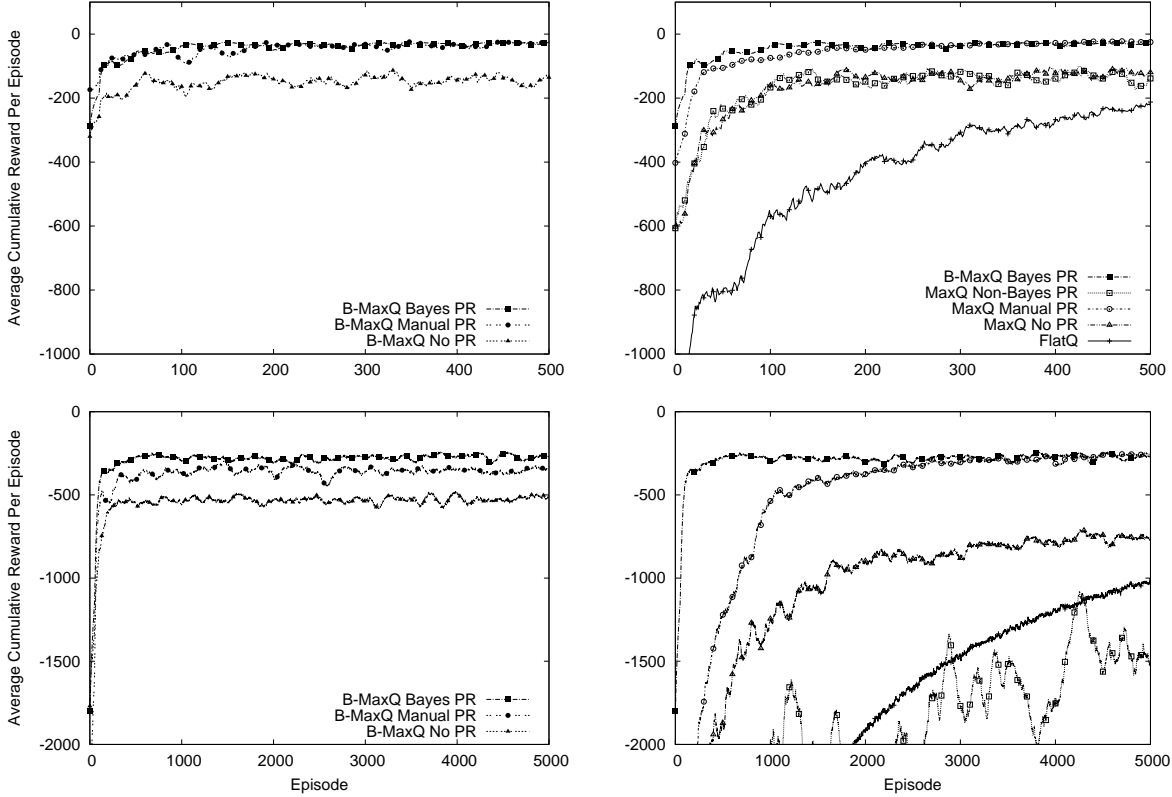 Average Cumulative Reward Per Episode
0
-200
-400
-600
-800
-1000
B-MaxQ Bayes PR
B-MaxQ Manual PR
B-MaxQ No PR
0 100 200 300 400 500
0
-200
-400
-600
-800
-1000
B-MaxQ Bayes PR
MaxQ Non-Bayes PR
MaxQ Manual PR
MaxQ No PR
FlatQ
0 100 200 300 400 500
Average Cumulative Reward Per Episode
0
-500
-1000
-1500
-2000
B-MaxQ Bayes PR
B-MaxQ Manual PR
B-MaxQ No PR
0 1000 2000 3000 4000 5000
Episode
0
-500
-1000
-1500
-2000
0 1000 2000 3000 4000 5000
Episode